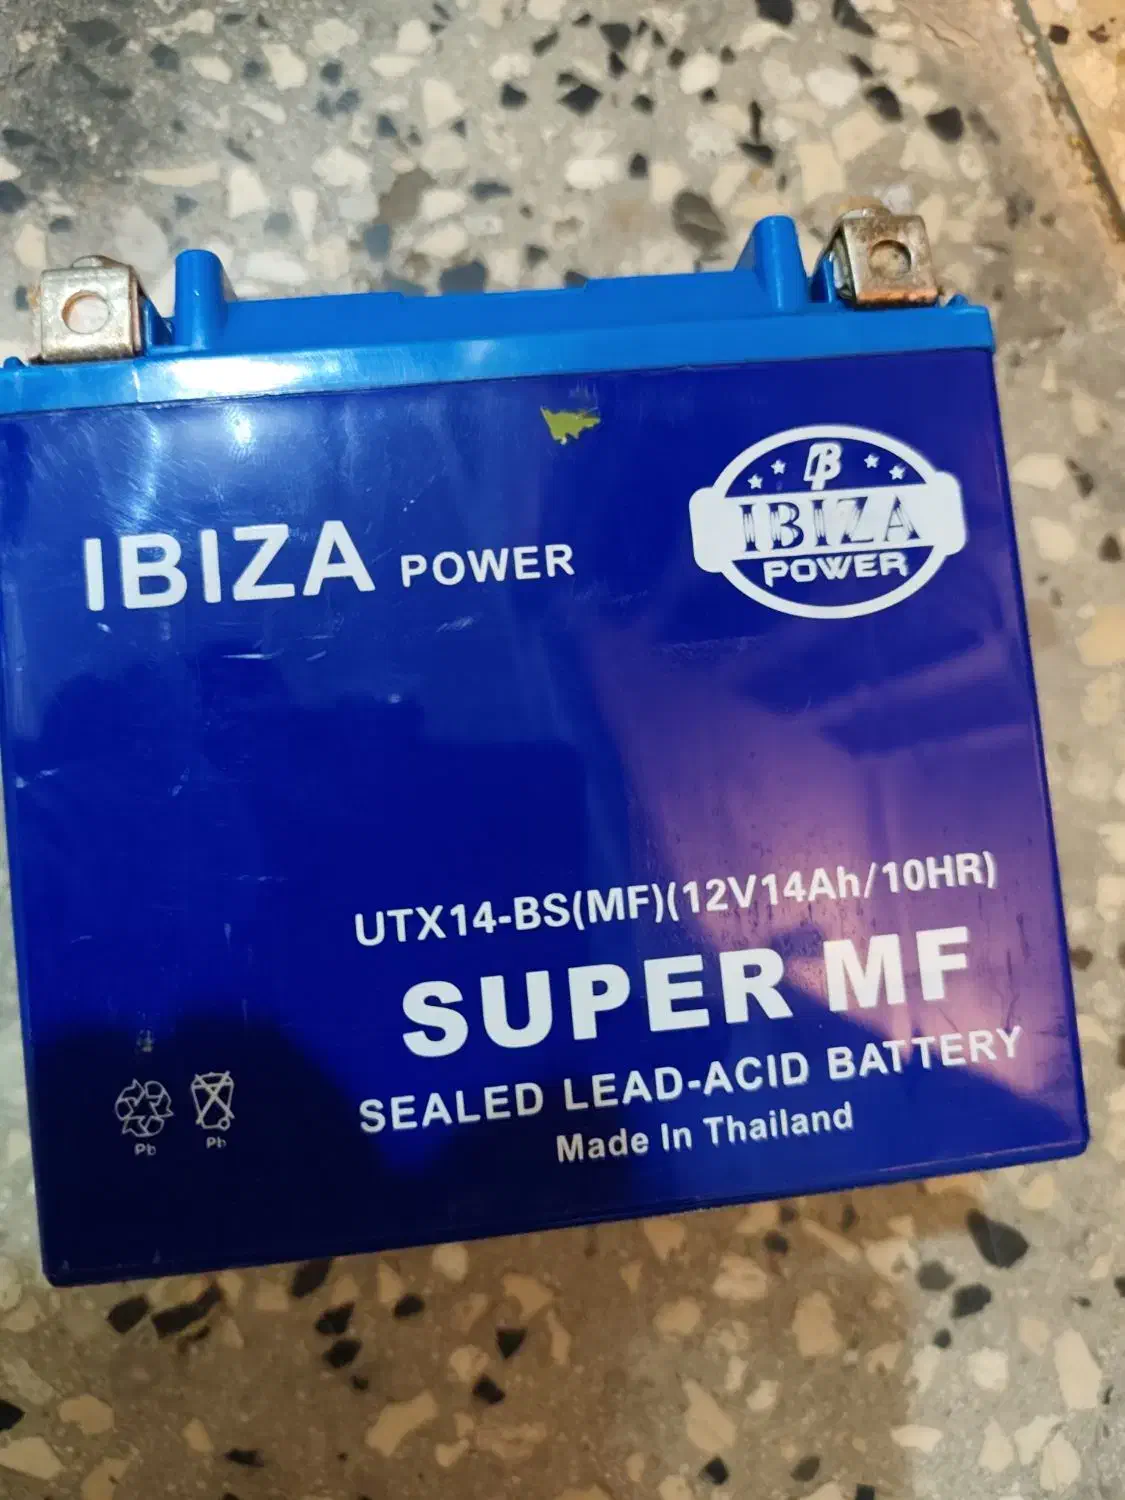 IBIZA POWER
IBIZA
POWER
UTX14-BS(MF)(12V14Ah/10HR)
SUPER MF
SEALED LEAD-ACID BATTERY
Made In Thailand
Pb
Pb